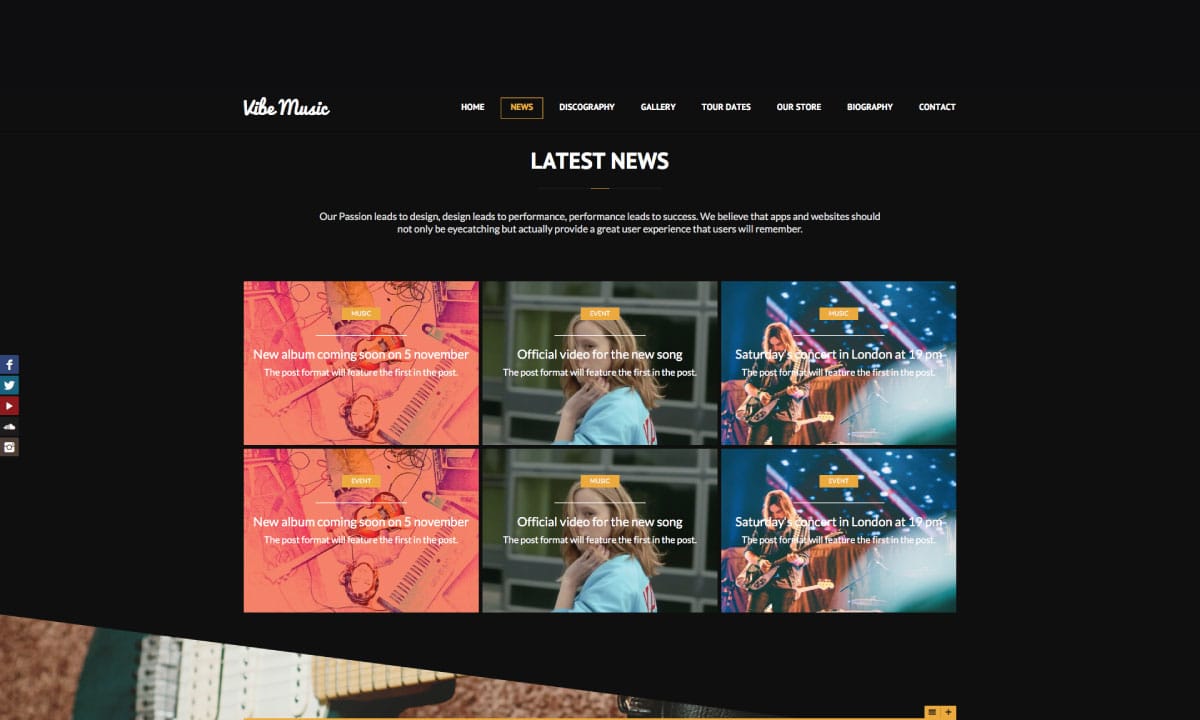 Vibe Music
HOME NEWS DISCOGRAPHY GALLERY TOUR DATES OUR STORE BIOGRAPHY CONTACT
LATEST NEWS
Our Passion leads to design, design leads to performance, performance leads to success. We believe that apps and websites should
not only be eyecatching but actually provide a great user experience that users will remember.
MUSIC
New album coming soon on 5 november
The post format will feature the first in the post.
EVENT
Official video for the new song
The post format will feature the first in the post.
MUSIC
Saturday's concert in London at 19 pm
The post format will feature the first in the post.
EVENT
New album coming soon on 5 november
The post format will feature the first in the post.
MUSIC
Official video for the new song
The post format will feature the first in the post.
EVENT
Saturday's concert in London at 19 pm
The post format will feature the first in the post.